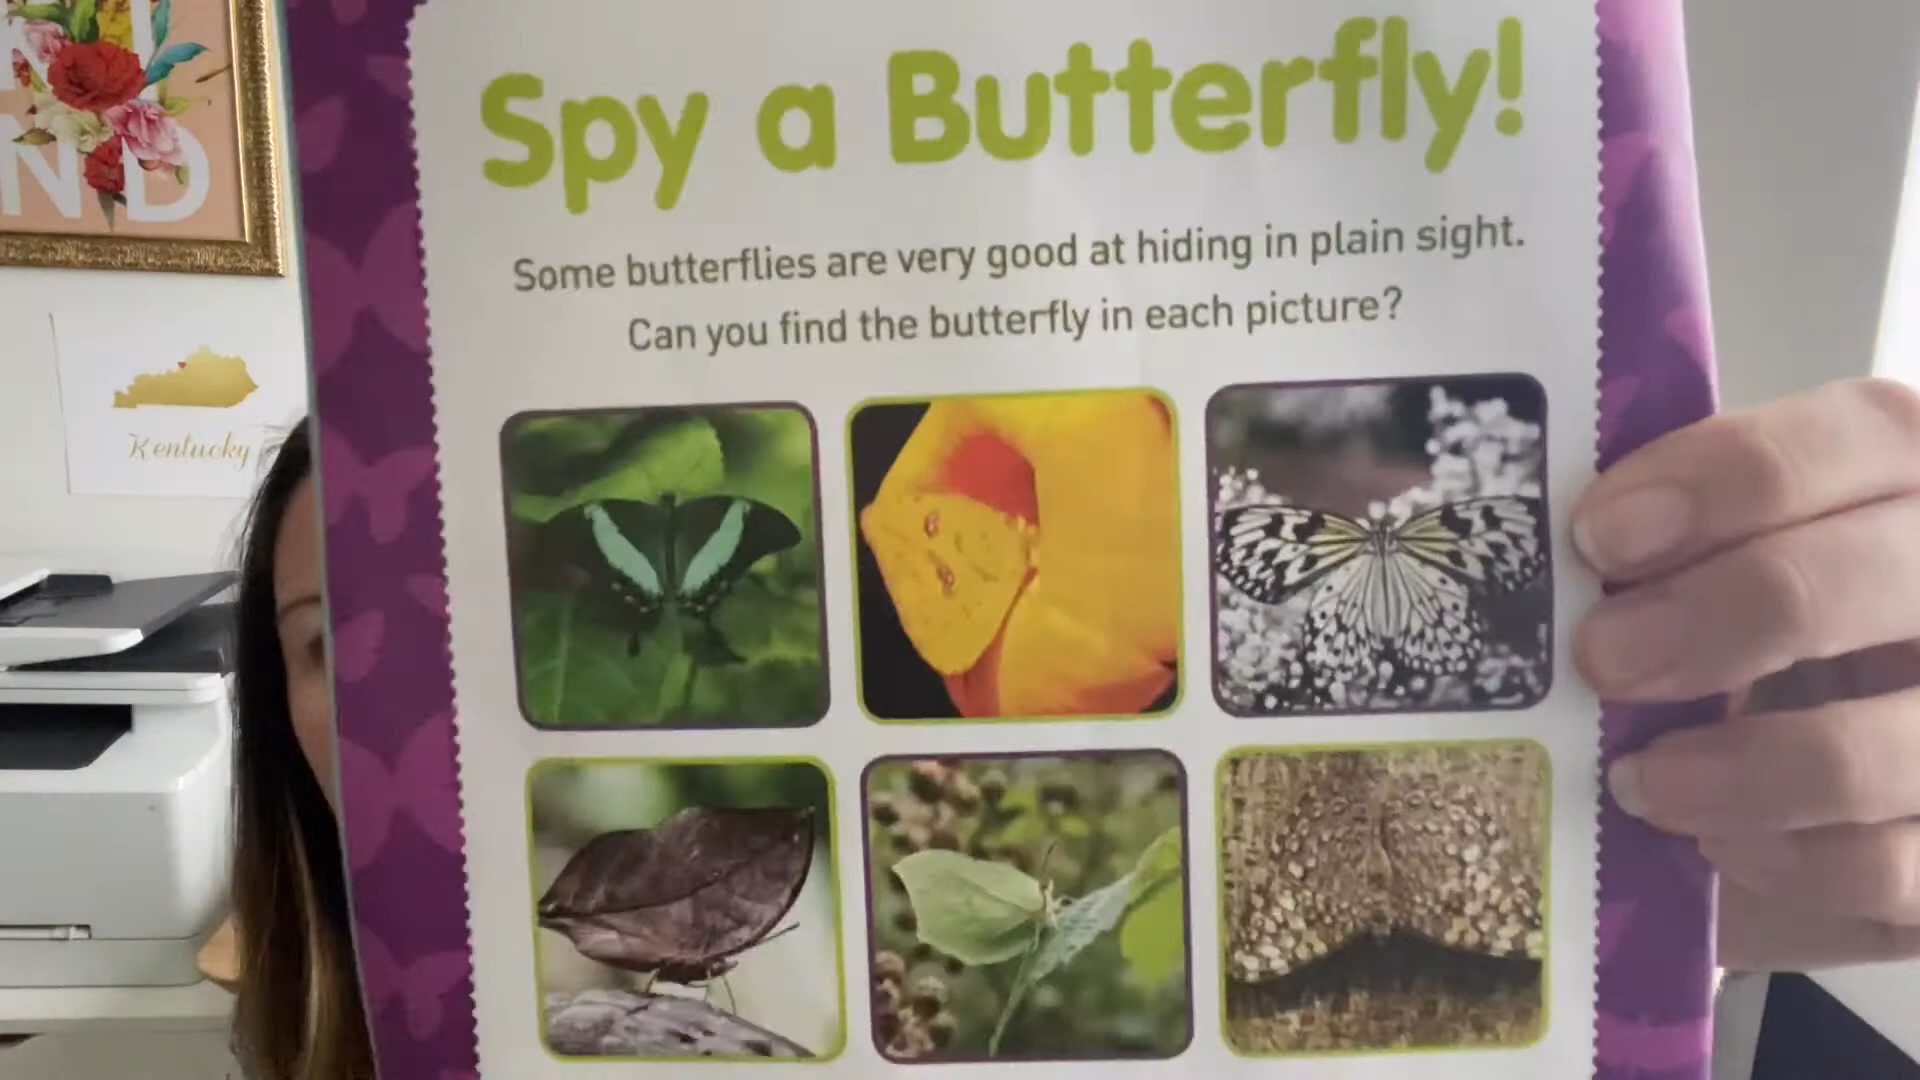 N D
Kentucky
Spy a Butterfly!
Some butterflies are very good at hiding in plain sight.
Can you find the butterfly in each picture?